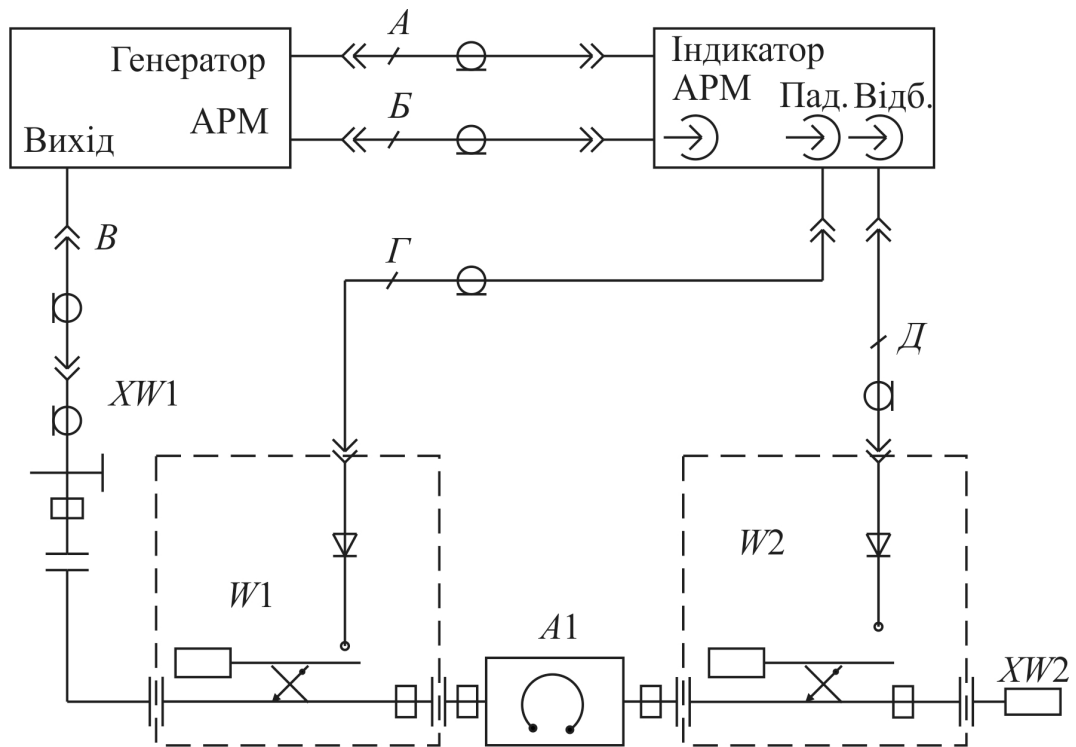 А
Генератор
АРМ
Вихід
Б
Індикатор
АРМ
Пад. Відб.
В
Г
Д
XW1
W1
W2
A1
XW2